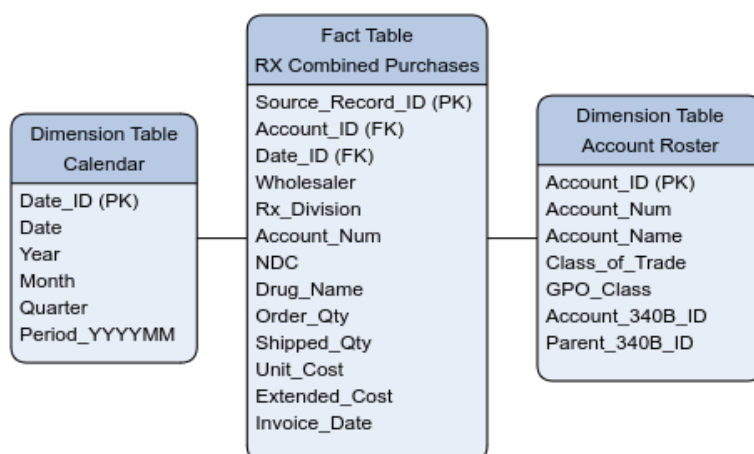 Dimension Table
Calendar
Date_ID (PK)
Date
Year
Month
Quarter
Period_YYYYMM
Fact Table
RX Combined Purchases
Source_Record_ID (PK)
Account_ID (FK)
Date_ID (FK)
Wholesaler
Rx_Division
Account_Num
NDC
Drug_Name
Order_Qty
Shipped_Qty
Unit_Cost
Extended_Cost
Invoice_Date
Dimension Table
Account Roster
Account_ID (PK)
Account_Num
Account_Name
Class_of_Trade
GPO_Class
Account_340B_ID
Parent_340B_ID